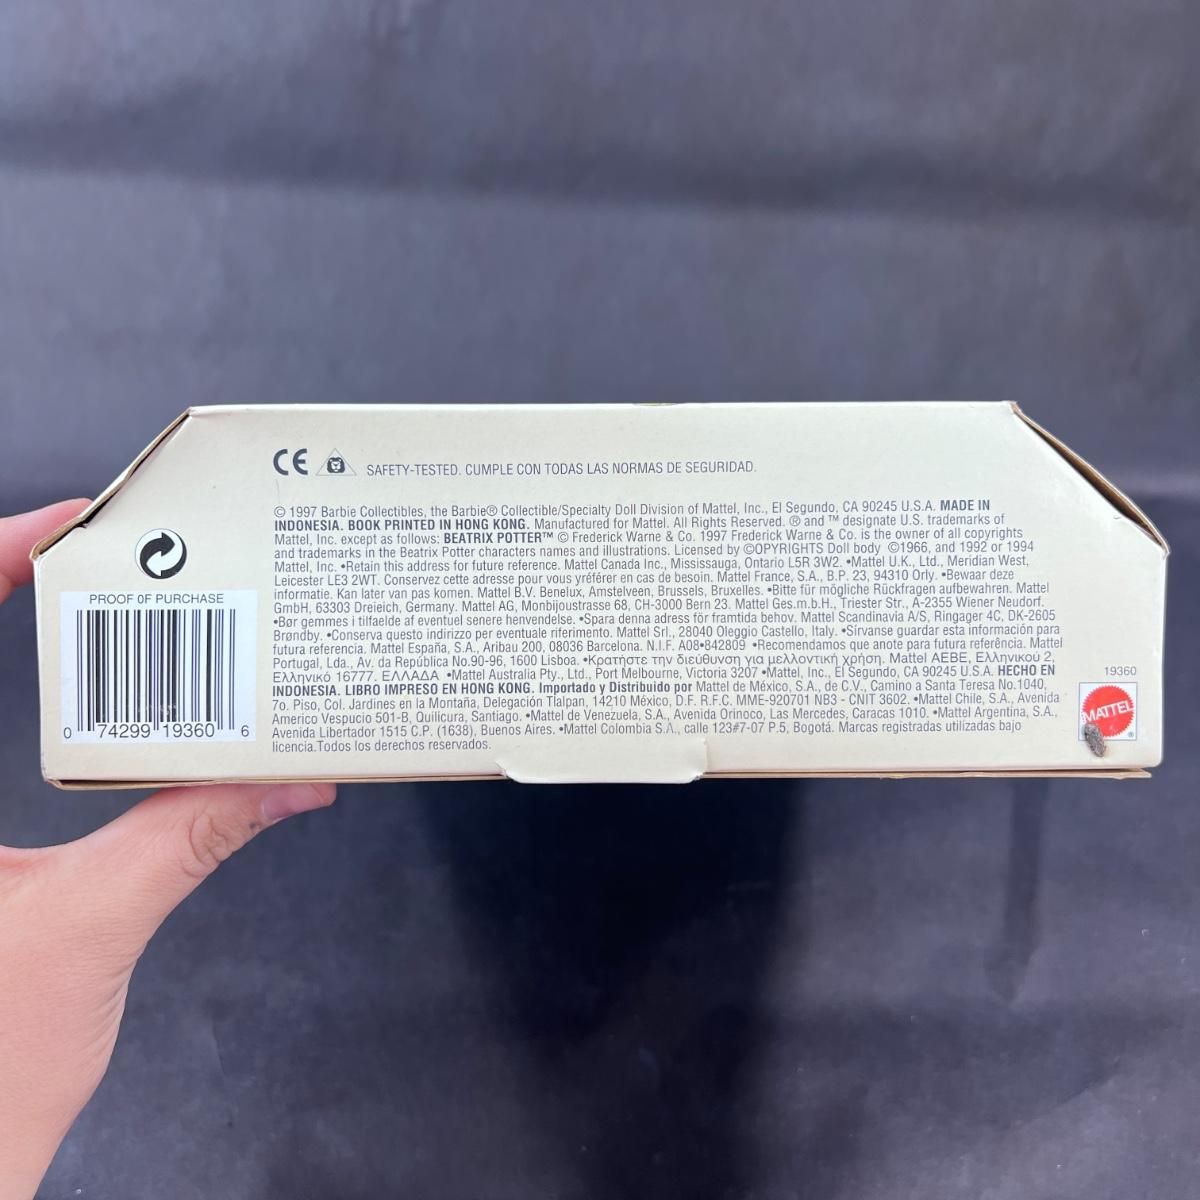 CE
SAFETY-TESTED. CUMPLE CON TODAS LAS NORMAS DE SEGURIDAD.
© 1997 Barbie Collectibles, the Barbie® Collectible/Specialty Doll Division of Mattel, Inc., El Segundo, CA 90245 U.S.A. MADE IN
INDONESIA. BOOK PRINTED IN HONG KONG. Manufactured for Mattel. All Rights Reserved. ® and ™ designate U.S. trademarks of
Mattel, Inc. except as follows: BEATRIX POTTER™ © Frederick Warne & Co. 1997 Frederick Warne & Co. is the owner of all copyrights
and trademarks in the Beatrix Potter characters names and illustrations. Licensed by ©OPYRIGHTS Doll body ©1966, and 1992 or 1994
Mattel, Inc. •Retain this address for future reference. Mattel Canada Inc., Mississauga, Ontario L5R 3W2. •Mattel U.K., Ltd., Meridian West,
Leicester LE3 2WT. Conservez cette adresse pour vous y référer en cas de besoin. Mattel France, S.A., B.P. 23, 94310 Orly. •Bewaar deze
informatie. Kan later van pas komen. Mattel B.V. Benelux, Amstelveen, Brussels, Bruxelles. •Bitte für mögliche Rückfragen aufbewahren. Mattel
GmbH, 63303 Dreieich, Germany. Mattel AG, Monbijoustrasse 68, CH-3000 Bern 23. Mattel Ges.m.b.H., Triester Str., A-2355 Wiener Neudorf.
•Bør gemmes i tilfaelde af eventuel senere henvendelse. •Spara denna adress för framtida behov. Mattel Scandinavia A/S, Ringager 4C, DK-2605
Brøndby. •Conserva questo indirizzo per eventuale riferimento. Mattel Srl., 28040 Oleggio Castello, Italy. •Sírvanse guardar esta información para
futura referencia. Mattel España, S.A., Aribau 200, 08036 Barcelona. N.I.F. A08•842809 •Recomendamos que anote para futura referência. Mattel
Portugal, Lda., Av. da República No.90-96, 1600 Lisboa. •Κρατήστε την διεύθυνση για μελλοντική χρήση. Mattel AEBE, Ελληνικού 2,
Ελληνικό 16777. ΕΛΛΑΔΑ •Mattel Australia Pty., Ltd., Port Melbourne, Victoria 3207 •Mattel, Inc., El Segundo, CA 90245 U.S.A. HECHO EN
INDONESIA. LIBRO IMPRESO EN HONG KONG. Importado y Distribuido por Mattel de México, S.A., de C.V., Camino a Santa Teresa No.1040,
7o. Piso, Col. Jardines en la Montaña, Delegación Tlalpan, 14210 México, D.F. R.F.C. MME-920701 NB3 - CNIT 3602. •Mattel Chile, S.A., Avenida
Americo Vespucio 501-B, Quilicura, Santiago. •Mattel de Venezuela, S.A., Avenida Orinoco, Las Mercedes, Caracas 1010. •Mattel Argentina, S.A.,
Avenida Libertador 1515 C.P. (1638), Buenos Aires. •Mattel Colombia S.A., calle 123#7-07 P.5, Bogotá. Marcas registradas utilizadas bajo
licencia.Todos los derechos reservados.
PROOF OF PURCHASE
0 74299 19360 6
19360
MATTEL
®